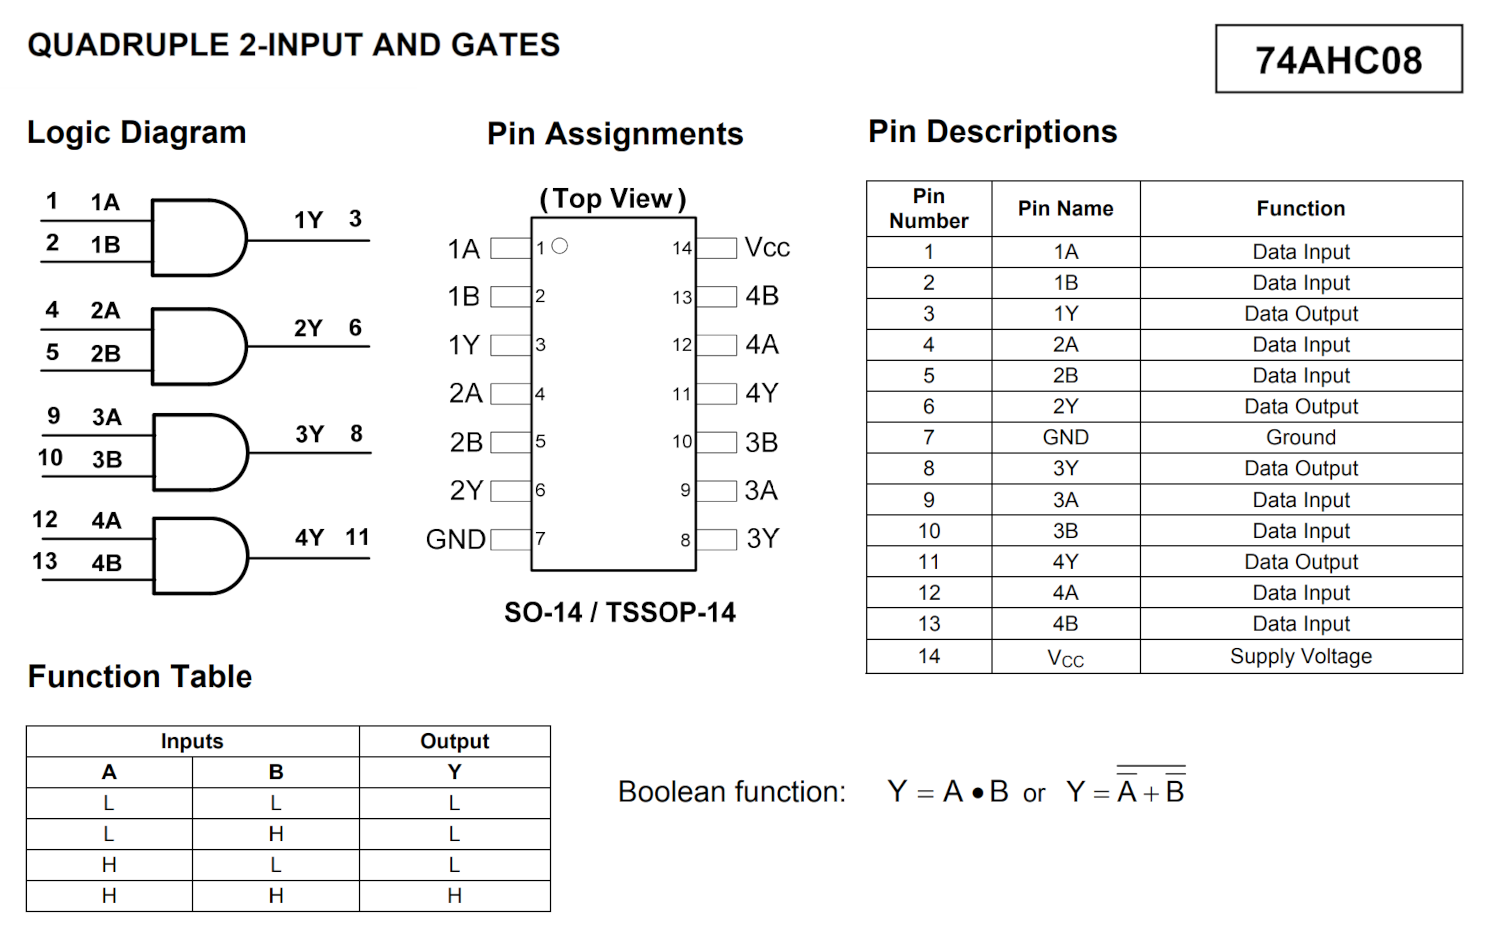 QUADRUPLE 2-INPUT AND GATES
74AHC08
Logic Diagram
1 1A
2 1B
1Y 3
4 2A
5 2B
2Y 6
9 3A
10 3B
3Y 8
12 4A
13 4B
4Y 11
Pin Assignments
(Top View)
1A 1 14 Vcc
1B 2 13 4B
1Y 3 12 4A
2A 4 11 4Y
2B 5 10 3B
2Y 6 9 3A
GND 7 8 3Y
SO-14 / TSSOP-14
Pin Descriptions
Pin Number Pin Name Function
1 1A Data Input
2 1B Data Input
3 1Y Data Output
4 2A Data Input
5 2B Data Input
6 2Y Data Output
7 GND Ground
8 3Y Data Output
9 3A Data Input
10 3B Data Input
11 4Y Data Output
12 4A Data Input
13 4B Data Input
14 VCC Supply Voltage
Function Table
Inputs Output
A B Y
L L L
L H L
H L L
H H H
Boolean function: Y = A • B or Y = A̅ + B̅